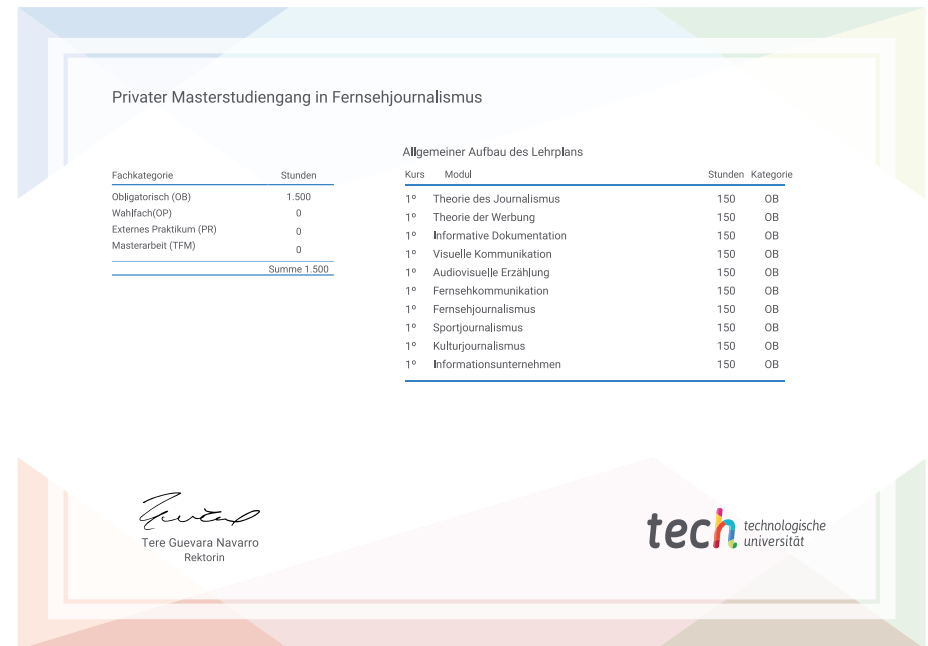 Privater Masterstudiengang in Fernsehjournalismus
Fachkategorie Stunden
Obligatorisch (OB) 1.500
Wahlfach(OP) 0
Externes Praktikum (PR) 0
Masterarbeit (TFM) 0
Summe 1.500
Allgemeiner Aufbau des Lehrplans
Kurs Modul Stunden Kategorie
1º Theorie des Journalismus 150 OB
1º Theorie der Werbung 150 OB
1º Informative Dokumentation 150 OB
1º Visuelle Kommunikation 150 OB
1º Audiovisuelle Erzählung 150 OB
1º Fernsehkommunikation 150 OB
1º Fernsehjournalismus 150 OB
1º Sportjournalismus 150 OB
1º Kulturjournalismus 150 OB
1º Informationsunternehmen 150 OB
Tere Guevara Navarro
Rektorin
tech technologische
universität